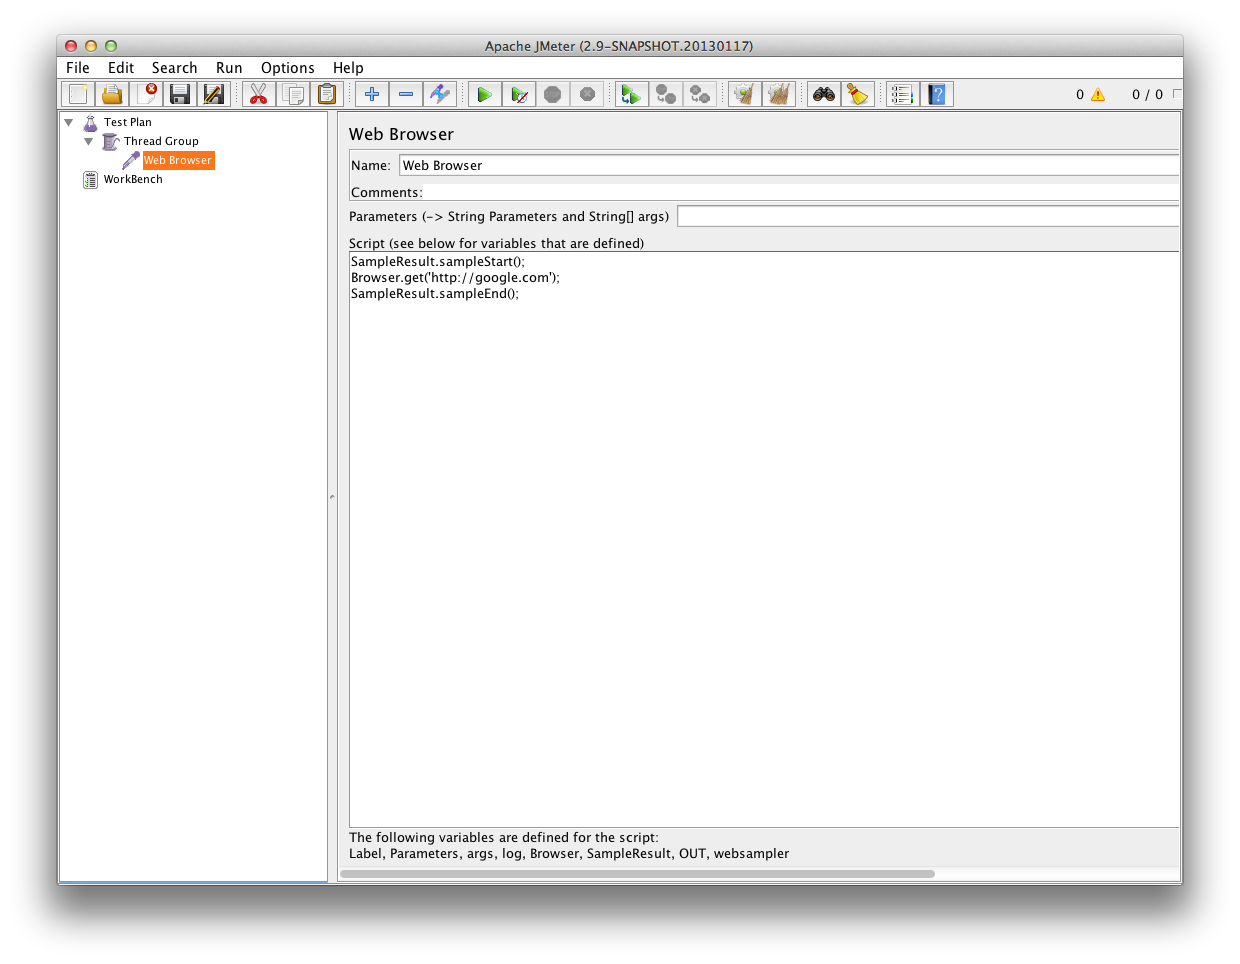 Apache JMeter (2.9-SNAPSHOT.20130117)
File Edit Search Run Options Help
0 0 / 0
Test Plan
Thread Group
Web Browser
WorkBench
Web Browser
Name: Web Browser
Comments:
Parameters (-> String Parameters and String[] args)
Script (see below for variables that are defined)
SampleResult.sampleStart();
Browser.get('http://google.com');
SampleResult.sampleEnd();
The following variables are defined for the script:
Label, Parameters, args, log, Browser, SampleResult, OUT, websampler